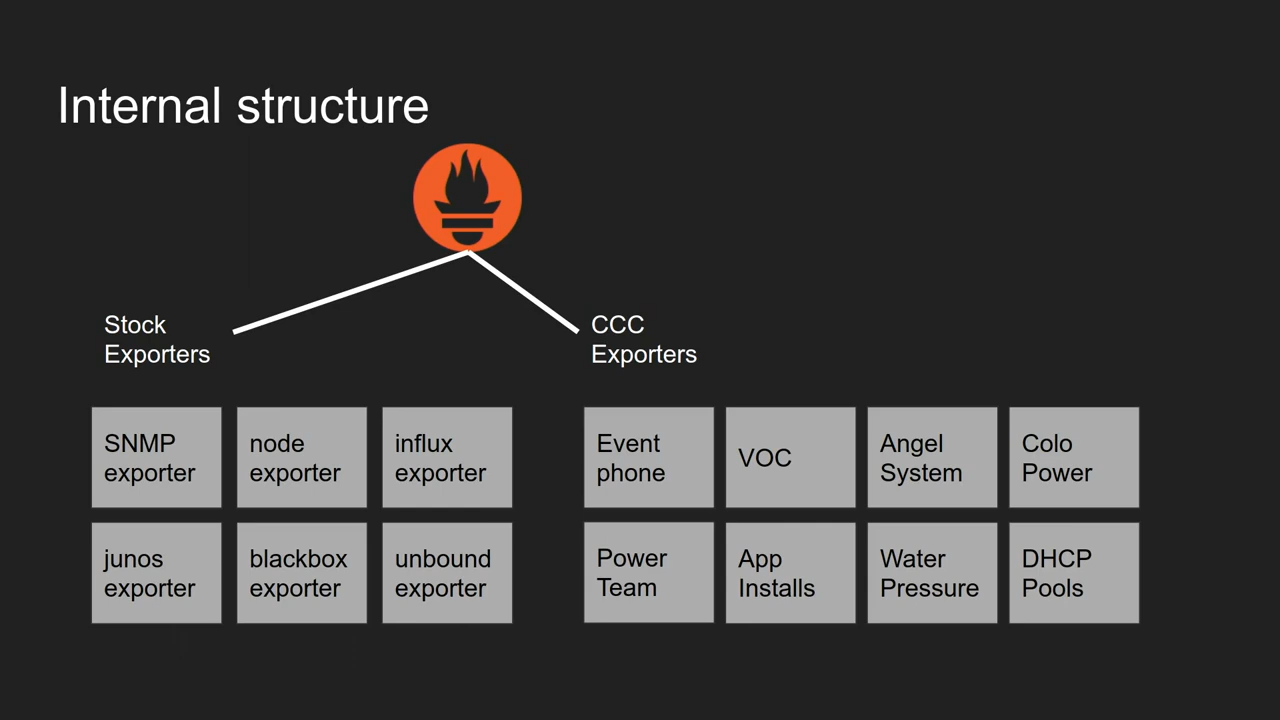 Internal structure
Stock
Exporters
CCC
Exporters
SNMP
exporter
node
exporter
influx
exporter
Event
phone
VOC
Angel
System
Colo
Power
junos
exporter
blackbox
exporter
unbound
exporter
Power
Team
App
Installs
Water
Pressure
DHCP
Pools